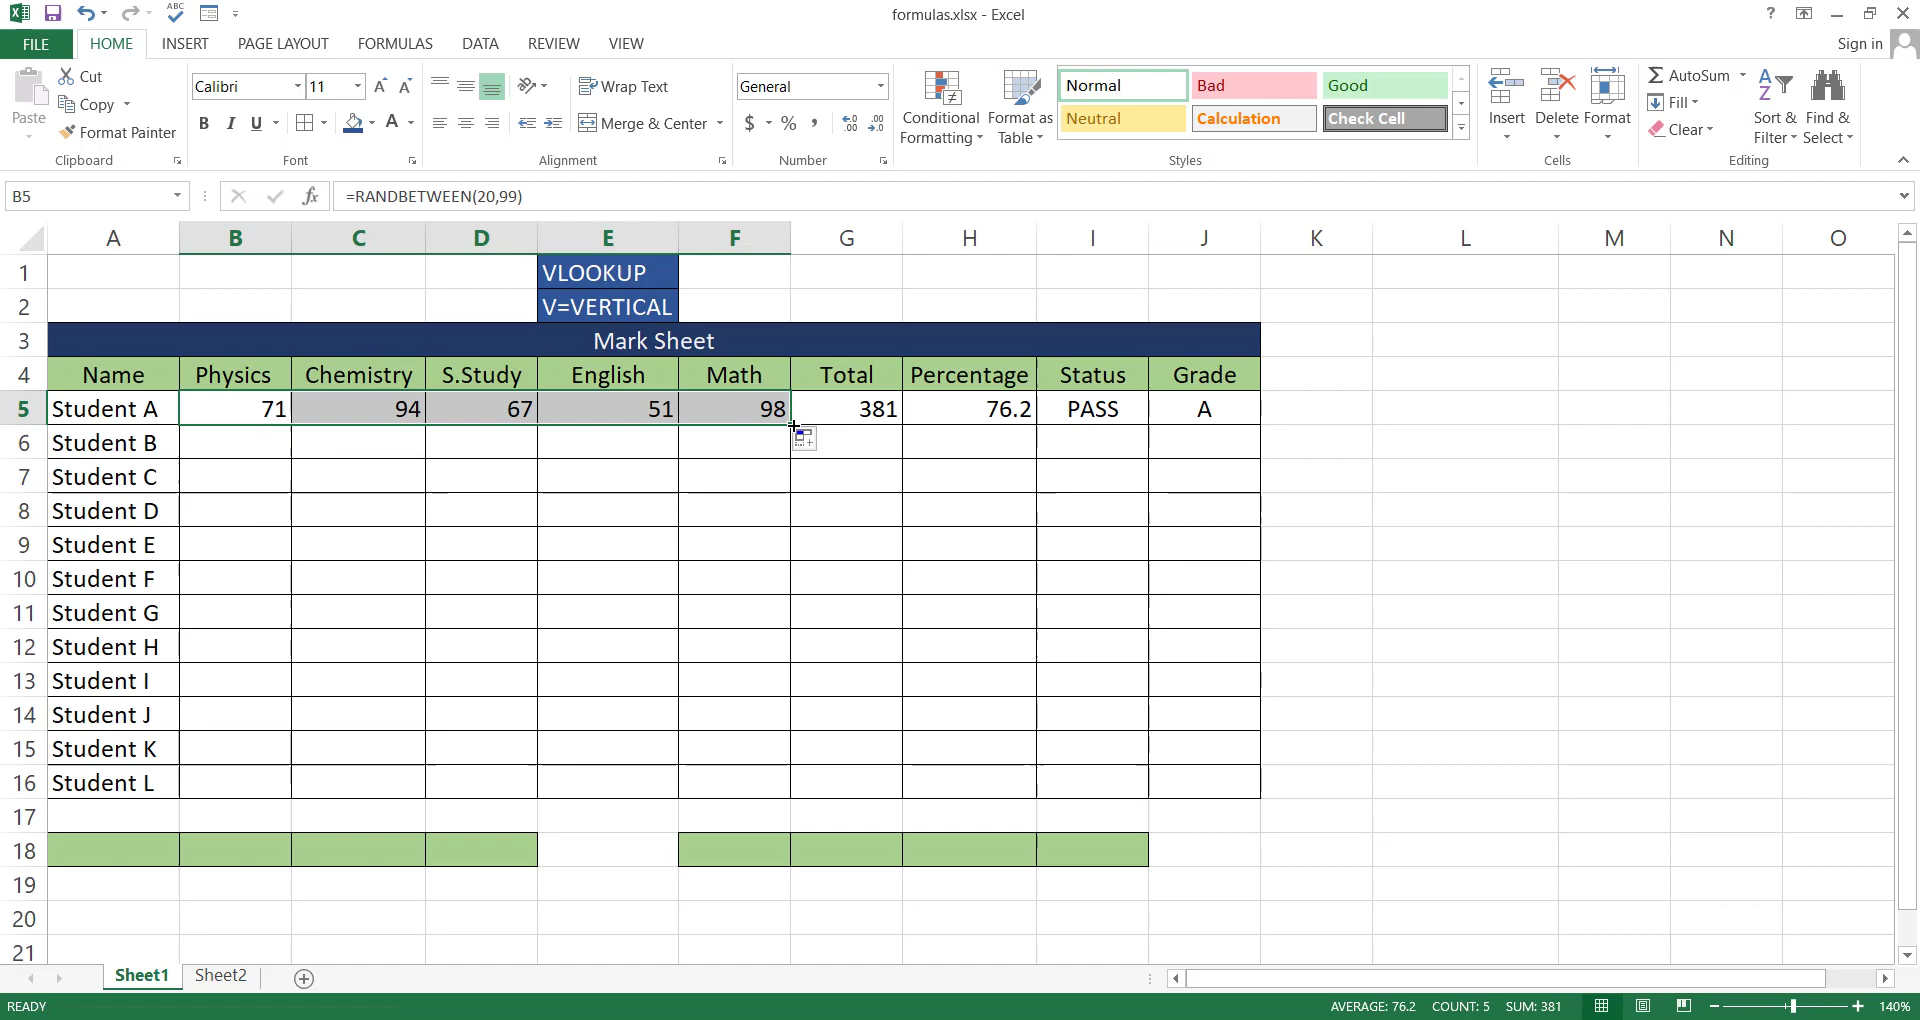 ABC
formulas.xlsx - Excel
?
FILE HOME INSERT PAGE LAYOUT FORMULAS DATA REVIEW VIEW
Sign in
Paste
Cut
Copy
Format Painter
Clipboard
Calibri 11 A A
B I U A
Font
Wrap Text
Merge & Center
Alignment
General
$ % ,
Number
Conditional Formatting
Format as Table
Normal Bad Good
Neutral Calculation Check Cell
Styles
Insert Delete Format
Cells
AutoSum
Fill
Clear
Sort & Filter
Find & Select
Editing
B5 fx =RANDBETWEEN(20,99)
A B C D E F G H I J K L M N O
1 VLOOKUP
2 V=VERTICAL
3 Mark Sheet
4 Name Physics Chemistry S.Study English Math Total Percentage Status Grade
5 Student A 71 94 67 51 98 381 76.2 PASS A
6 Student B
7 Student C
8 Student D
9 Student E
10 Student F
11 Student G
12 Student H
13 Student I
14 Student J
15 Student K
16 Student L
17
18
19
20
21
Sheet1 Sheet2
READY AVERAGE: 76.2 COUNT: 5 SUM: 381 140%